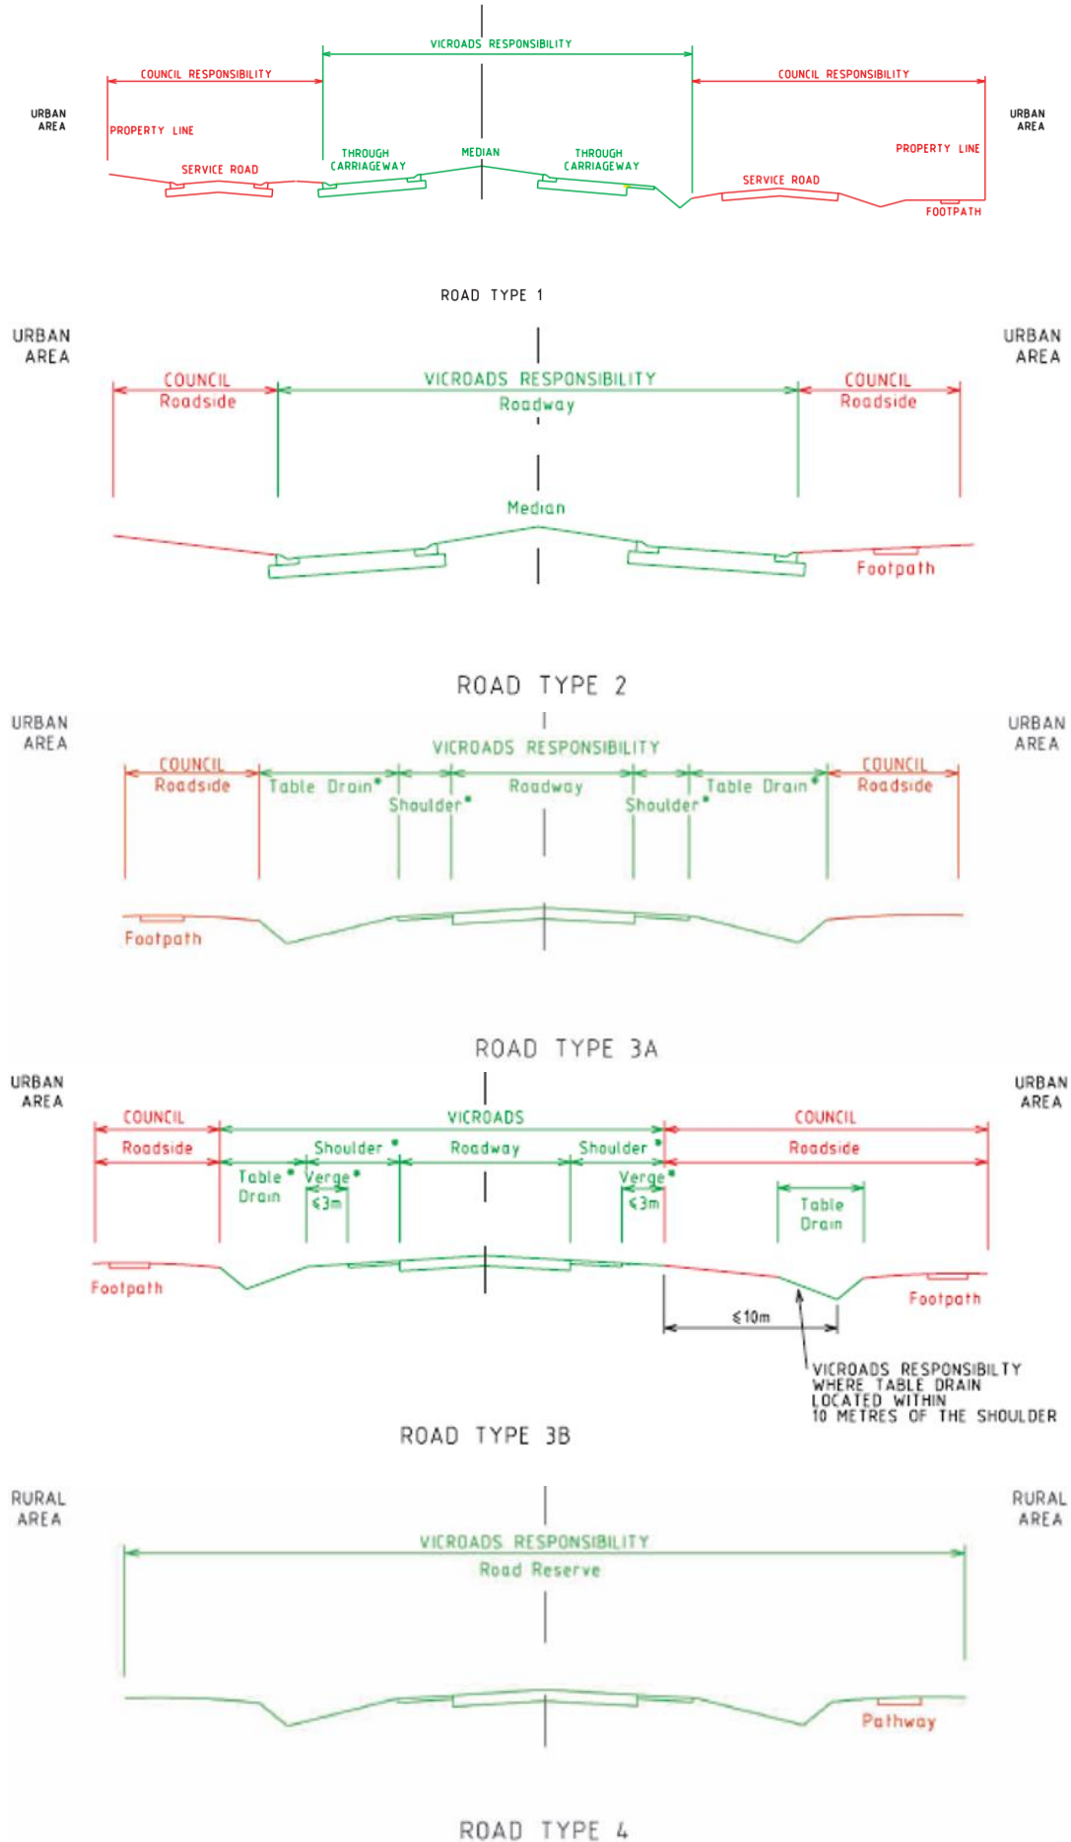 VICROADS RESPONSIBILITY
COUNCIL RESPONSIBILITY
COUNCIL RESPONSIBILITY
URBAN
AREA
URBAN
AREA
PROPERTY LINE
PROPERTY LINE
THROUGH
CARRIAGEWAY
MEDIAN
THROUGH
CARRIAGEWAY
SERVICE ROAD
SERVICE ROAD
FOOTPATH
ROAD TYPE 1
URBAN
AREA
URBAN
AREA
COUNCIL
Roadside
VICROADS RESPONSIBILITY
Roadway
COUNCIL
Roadside
Median
Footpath
ROAD TYPE 2
URBAN
AREA
URBAN
AREA
VICROADS RESPONSIBILITY
COUNCIL
Roadside
Table Drain*
Shoulder*
Roadway
Shoulder*
Table Drain*
COUNCIL
Roadside
Footpath
ROAD TYPE 3A
URBAN
AREA
URBAN
AREA
COUNCIL
VICROADS
COUNCIL
Roadside
Shoulder *
Roadway
Shoulder *
Roadside
Table *
Drain
Verge*
≤3m
Verge*
≤3m
Table
Drain
Footpath
Footpath
≤10m
VICROADS RESPONSIBILTY
WHERE TABLE DRAIN
LOCATED WITHIN
10 METRES OF THE SHOULDER
ROAD TYPE 3B
RURAL
AREA
RURAL
AREA
VICROADS RESPONSIBILITY
Road Reserve
Pathway
ROAD TYPE 4